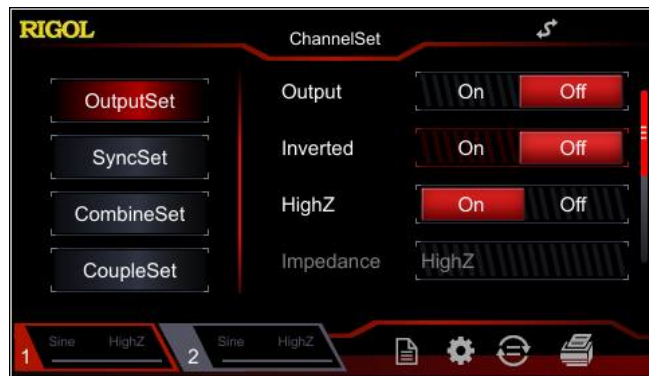 RIGOL
ChannelSet
OutputSet
SyncSet
CombineSet
CoupleSet
Output On Off
Inverted On Off
HighZ On Off
Impedance HighZ
1 Sine HighZ 2 Sine HighZ